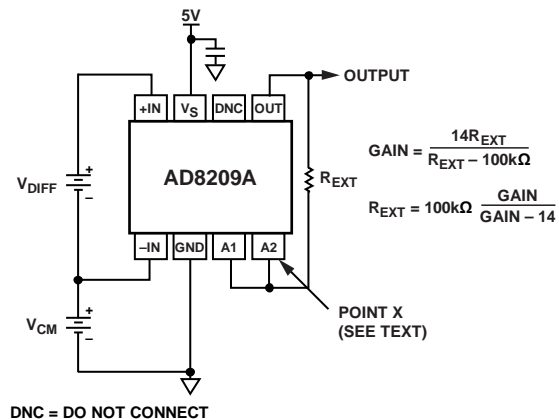 5V
OUTPUT
+IN
VS
DNC
OUT
GAIN = 14REXT / REXT – 100kΩ
+
VDIFF
–
AD8209A
REXT
REXT = 100kΩ GAIN / GAIN – 14
–IN
GND
A1
A2
+
VCM
–
POINT X
(SEE TEXT)
DNC = DO NOT CONNECT